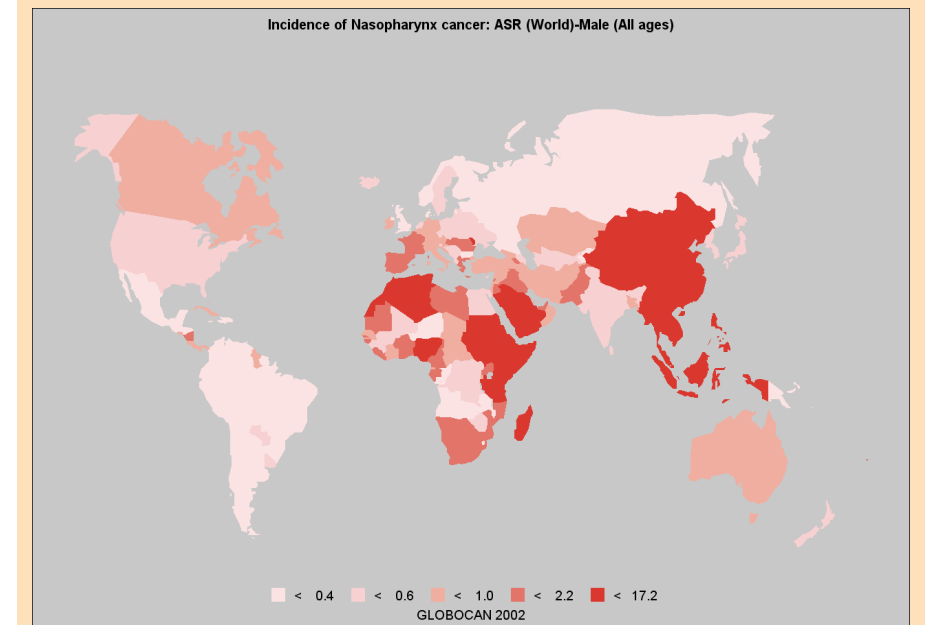 Incidence of Nasopharynx cancer: ASR (World)-Male (All ages)
< 0.4 < 0.6 < 1.0 < 2.2 < 17.2
GLOBOCAN 2002